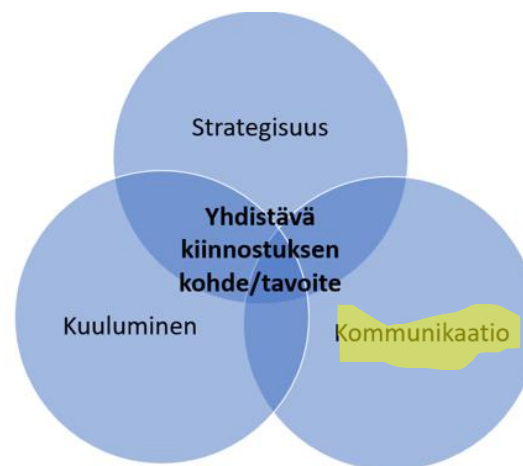 Strategisuus
Yhdistävä
kiinnostuksen
kohde/tavoite
Kuuluminen
Kommunikaatio